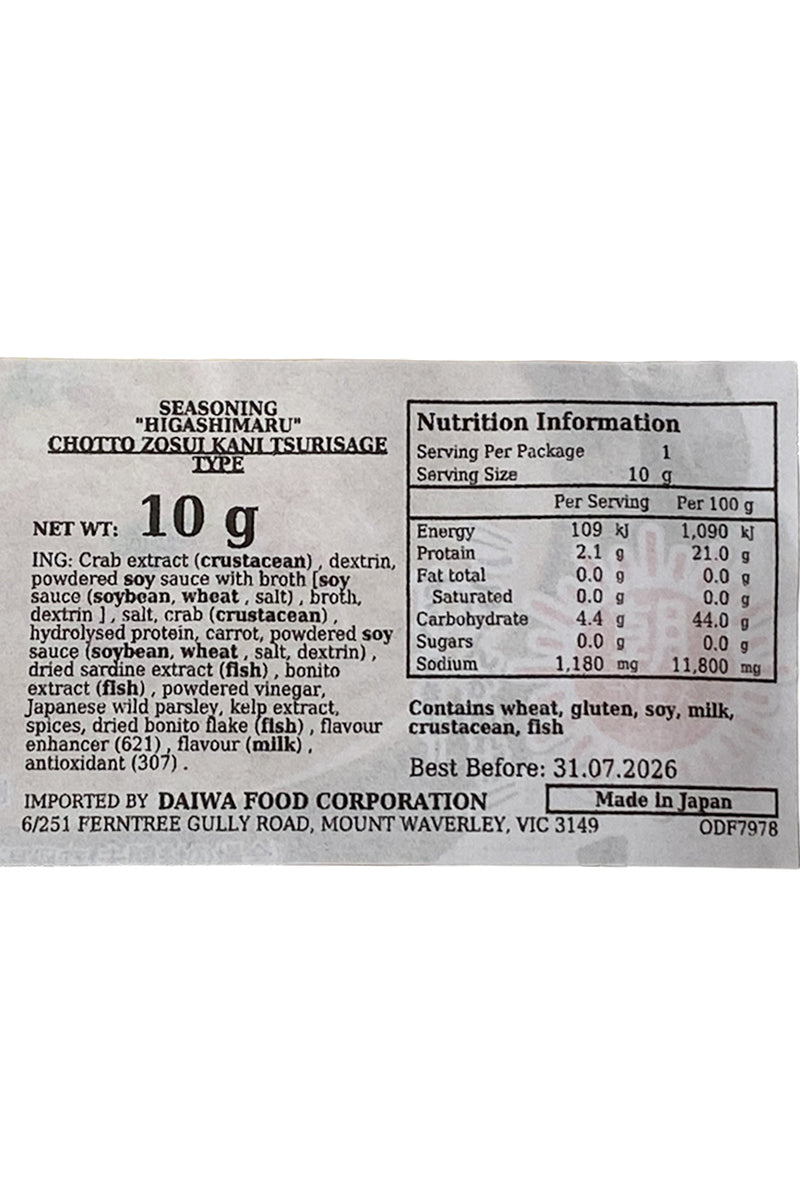 SEASONING
"HIGASHIMARU"
CHOTTO ZOSUI KANI TSURISAGE
TYPE
NET WT: 10 g
ING: Crab extract (crustacean) , dextrin,
powdered soy sauce with broth [soy
sauce (soybean, wheat , salt) , broth,
dextrin ] , salt, crab (crustacean) ,
hydrolysed protein, carrot, powdered soy
sauce (soybean, wheat , salt, dextrin) ,
dried sardine extract (fish) , bonito
extract (fish) , powdered vinegar,
Japanese wild parsley, kelp extract,
spices, dried bonito flake (fish) , flavour
enhancer (621) , flavour (milk) ,
antioxidant (307) .
Nutrition Information
Serving Per Package 1
Serving Size 10 g
Per Serving Per 100 g
Energy 109 kJ 1,090 kJ
Protein 2.1 g 21.0 g
Fat total 0.0 g 0.0 g
Saturated 0.0 g 0.0 g
Carbohydrate 4.4 g 44.0 g
Sugars 0.0 g 0.0 g
Sodium 1,180 mg 11,800 mg
Contains wheat, gluten, soy, milk,
crustacean, fish
Best Before: 31.07.2026
IMPORTED BY DAIWA FOOD CORPORATION
Made in Japan
6/251 FERNTREE GULLY ROAD, MOUNT WAVERLEY, VIC 3149
ODF7978